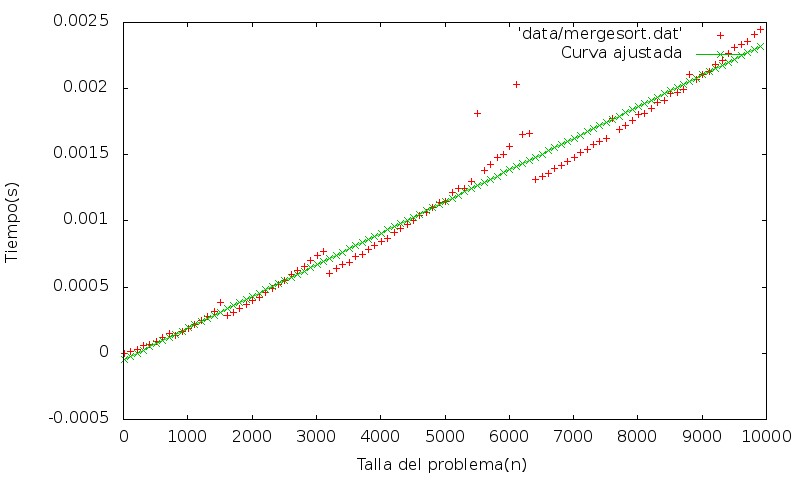 0.0025
0.002
0.0015
0.001
0.0005
0
-0.0005
Tiempo(s)
'data/mergesort.dat'
Curva ajustada
0 1000 2000 3000 4000 5000 6000 7000 8000 9000 10000
Talla del problema(n)